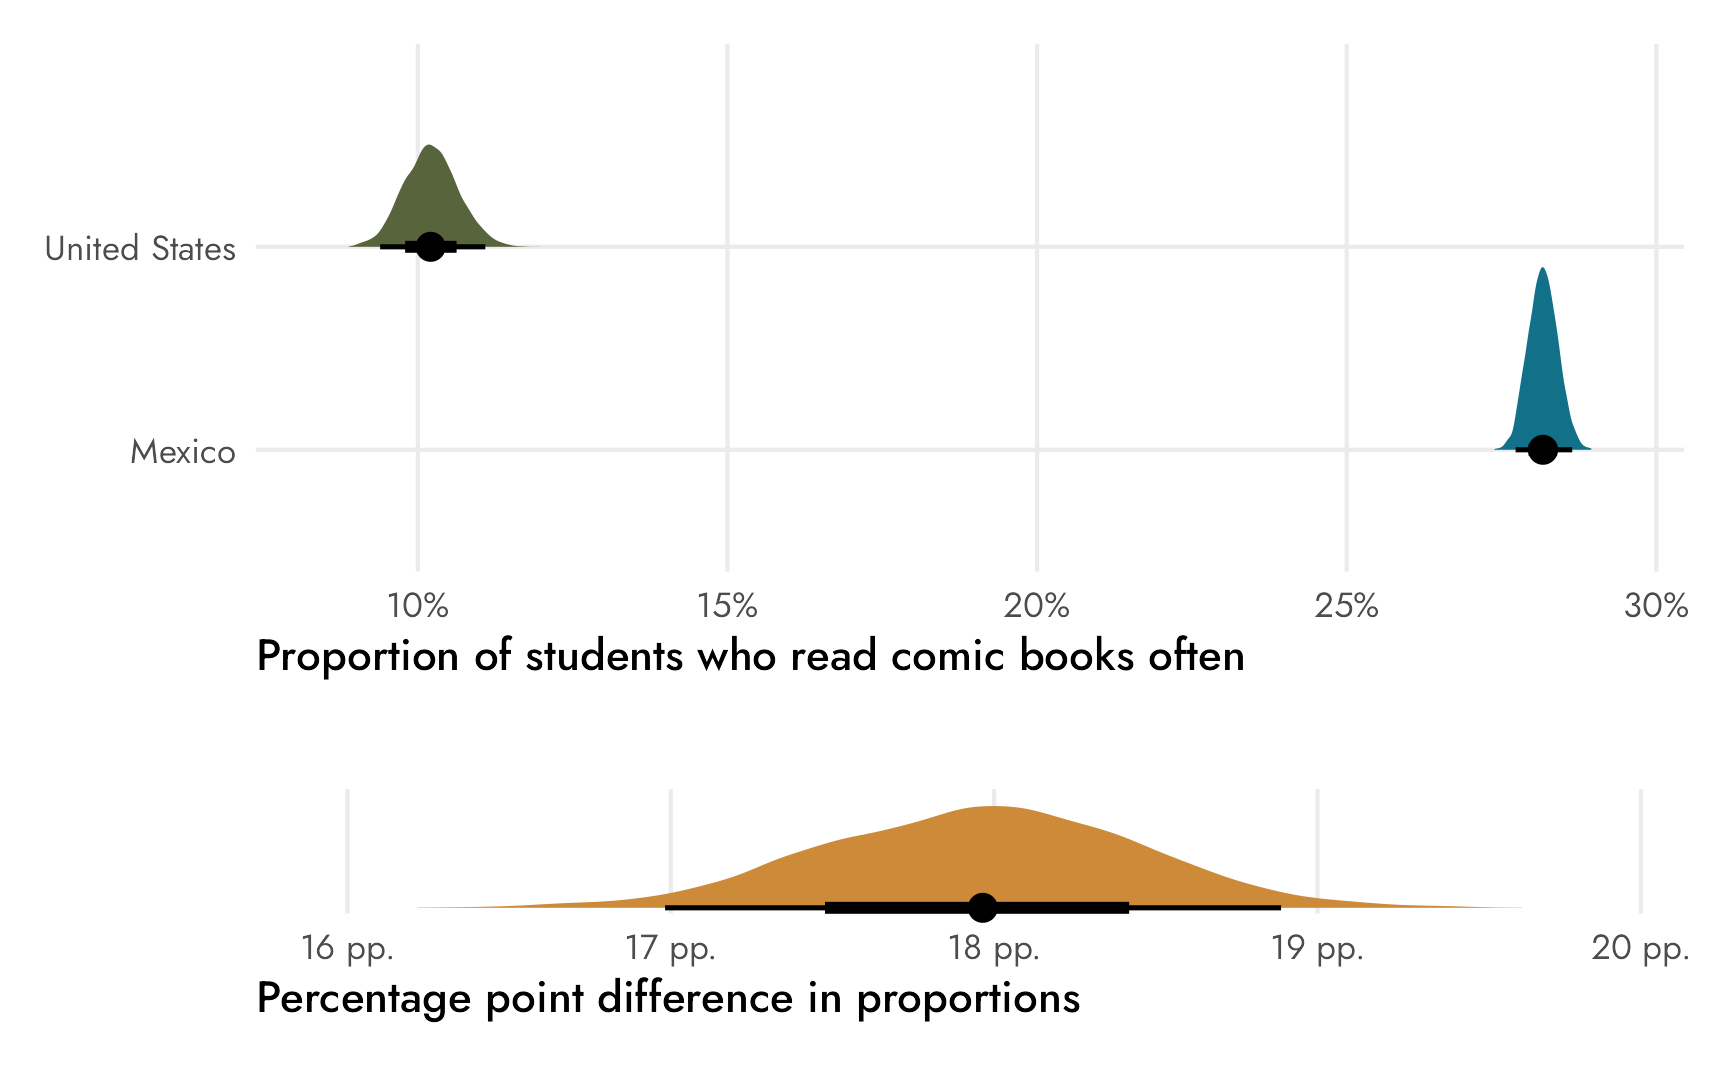 United States
Mexico
10% 15% 20% 25% 30%
Proportion of students who read comic books often
16 pp. 17 pp. 18 pp. 19 pp. 20 pp.
Percentage point difference in proportions